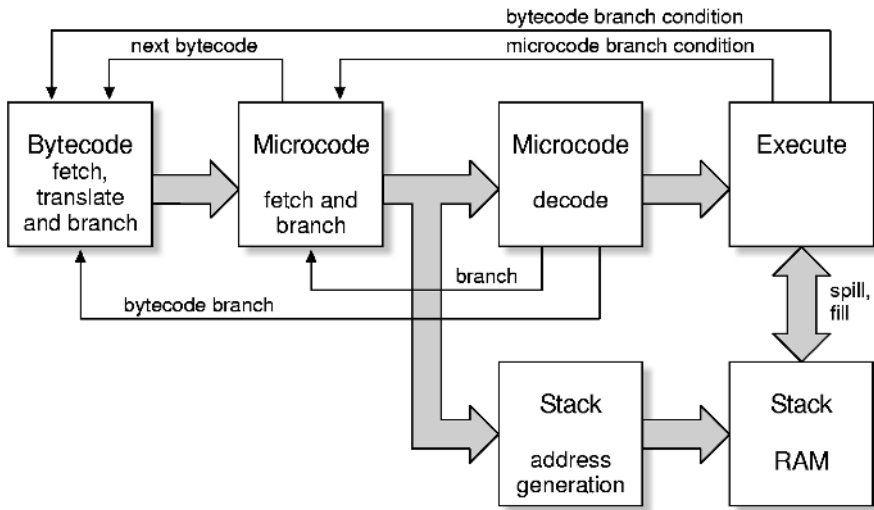 bytecode branch condition
next bytecode
microcode branch condition
Bytecode
fetch,
translate
and branch
Microcode
fetch and
branch
Microcode
decode
Execute
branch
bytecode branch
spill,
fill
Stack
address
generation
Stack
RAM